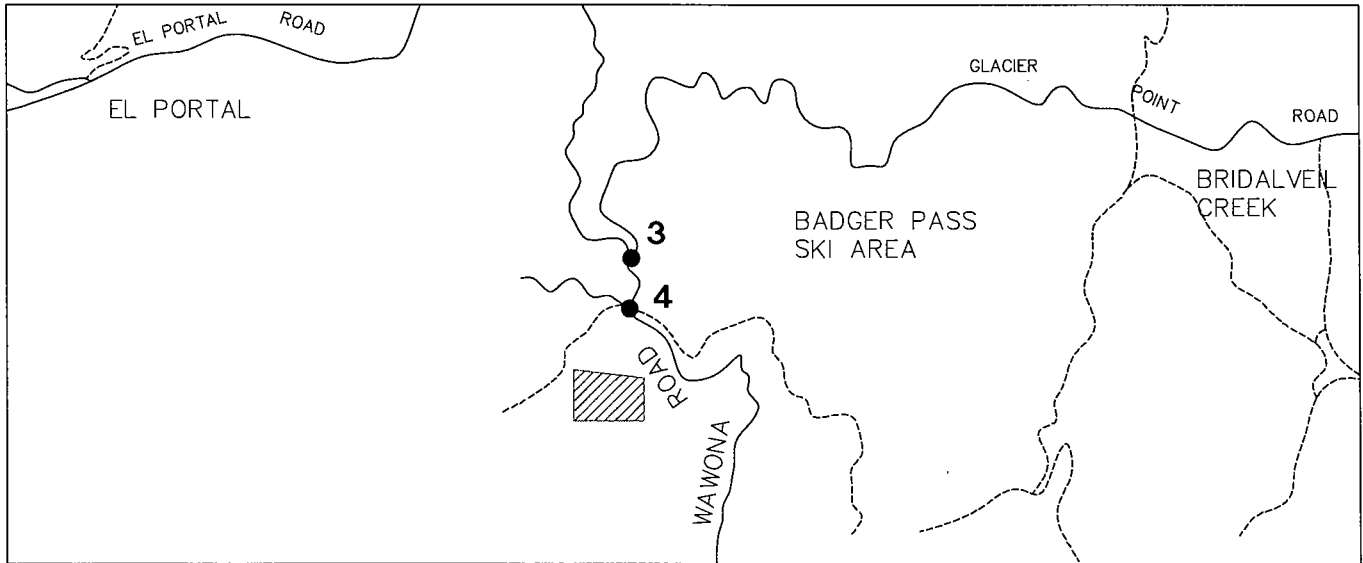 EL PORTAL ROAD
EL PORTAL
GLACIER POINT ROAD
BRIDALVEIL
CREEK
BADGER PASS
SKI AREA
3
4
WAWONA ROAD